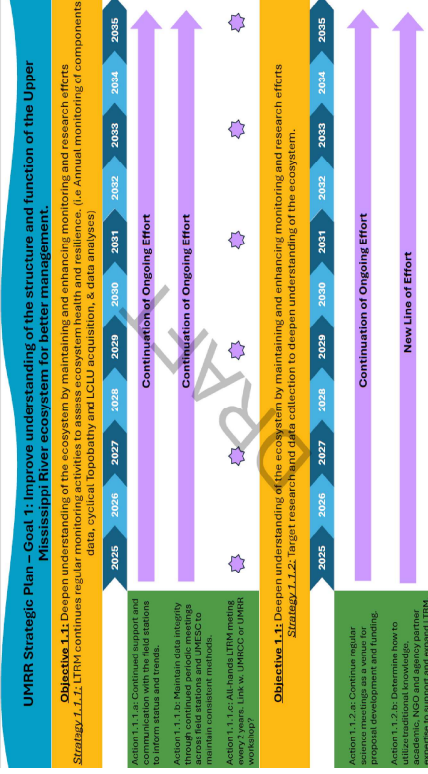 UMRR Strategic Plan – Goal 1: Improve understanding of the structure and function of the Upper
Mississippi River ecosystem for better management.
Objective 1.1: Deepen understanding of the ecosystem by maintaining and enhancing monitoring and research efforts
Strategy 1.1.1: LTRM continues regular monitoring activities to assess ecosystem health and resilience. (i.e Annual monitoring of components
data, cyclical Topobathy and LCLU acquisition, & data analyses)
2025 2026 2027 2028 2029 2030 2031 2032 2033 2034 2035
Action 1.1.1.a: Continued support and
communication with the field stations
to inform status and trends.
Continuation of Ongoing Effort
Action 1.1.1.b: Maintain data integrity
through continued periodic meetings
across field stations and UMESC to
maintain consistent methods.
Continuation of Ongoing Effort
Action 1.1.1.c: All-hands LTRM meting
every 2 years. Link w. UMRCC or UMRR
workshop?
Objective 1.1: Deepen understanding of the ecosystem by maintaining and enhancing monitoring and research efforts
Strategy 1.1.2: Target research and data collection to deepen understanding of the ecosystem.
2025 2026 2027 2028 2029 2030 2031 2032 2033 2034 2035
Action 1.1.2.a: Continue regular
science meetings as a venue for
proposal development and funding.
Continuation of Ongoing Effort
Action 1.1.2.b: Determine how to
utilize traditional knowledge,
academic, NGO and agency partner
expertise to support and expand LTRM
New Line of Effort
DRAFT